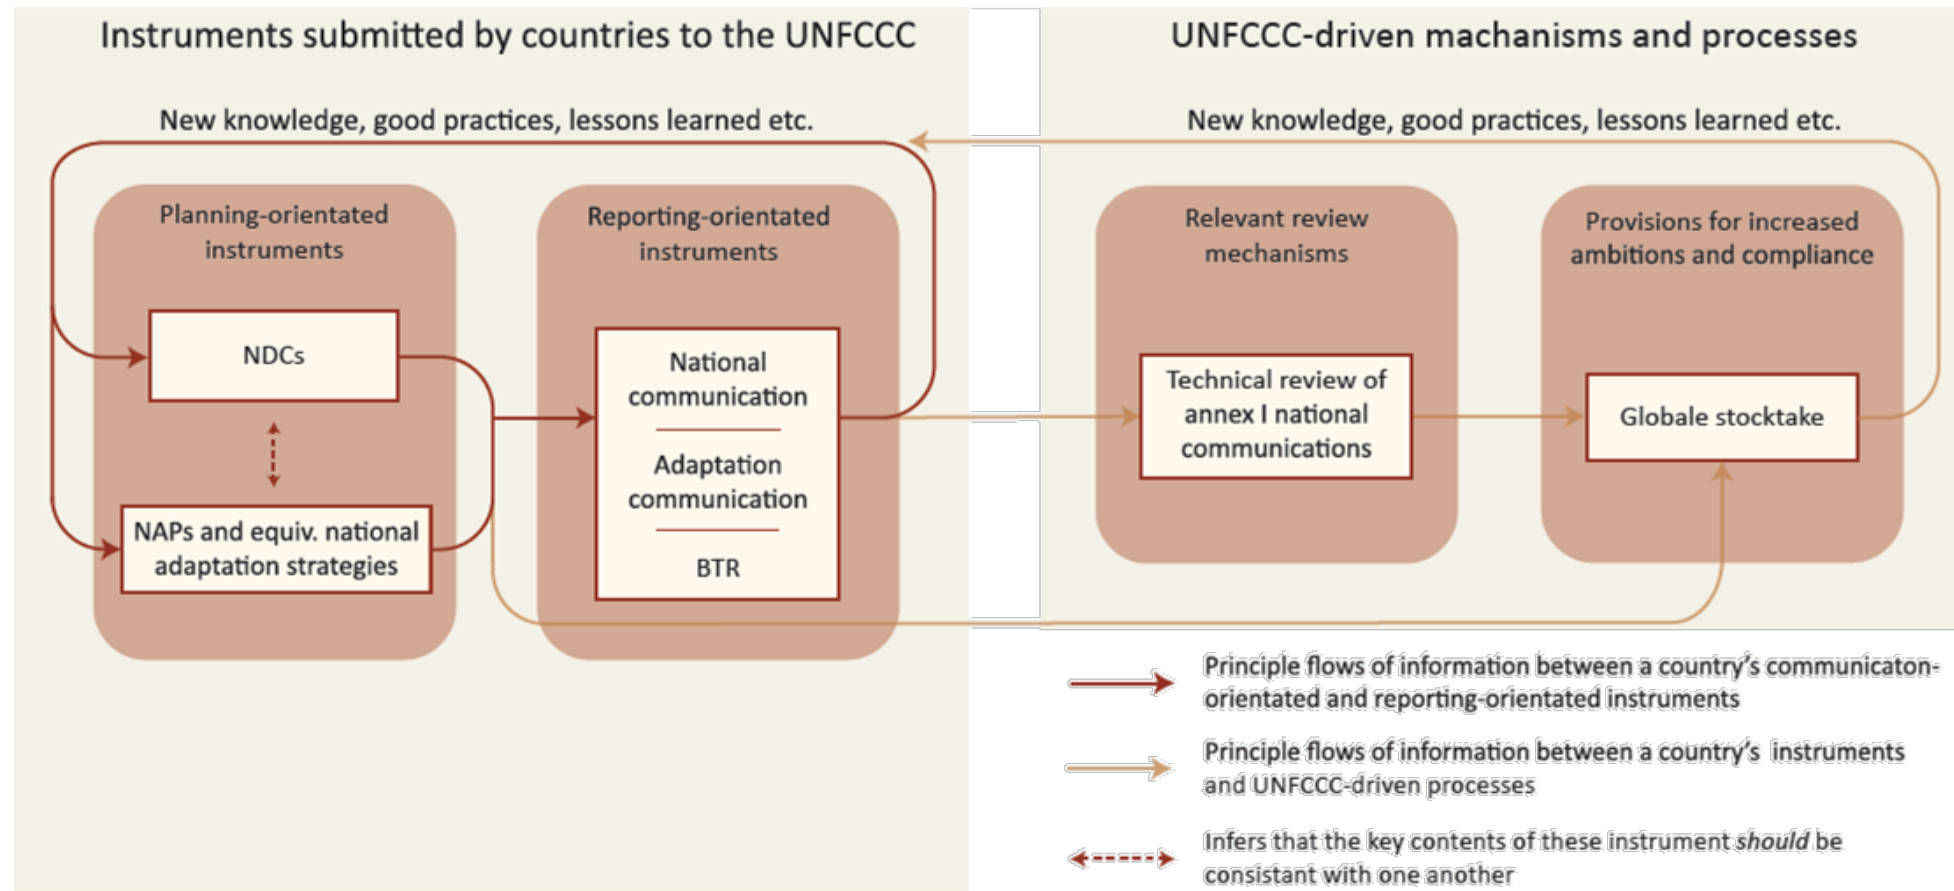 Instruments submitted by countries to the UNFCCC
New knowledge, good practices, lessons learned etc.
Planning-orientated
instruments
NDCs
NAPs and equiv. national
adaptation strategies
Reporting-orientated
instruments
National
communication
Adaptation
communication
BTR
UNFCCC-driven machanisms and processes
New knowledge, good practices, lessons learned etc.
Relevant review
mechanisms
Technical review of
annex I national
communications
Provisions for increased
ambitions and compliance
Globale stocktake
Principle flows of information between a country's communicaton-
orientated and reporting-orientated instruments
Principle flows of information between a country's instruments
and UNFCCC-driven processes
Infers that the key contents of these instrument should be
consistant with one another